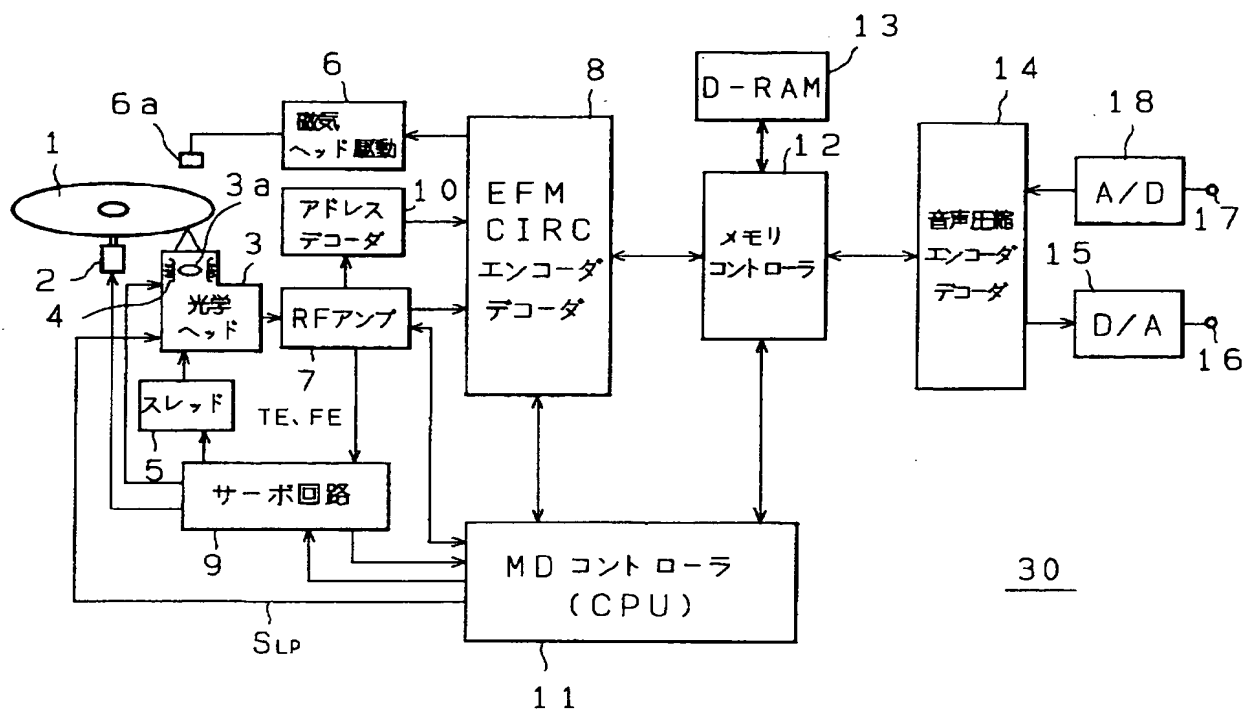 13
D-RAM
6
8
14
6a
磁気
ヘッド駆動
12
18
1
3a
10
A/D
17
アドレス
デコーダ
EFM
CIRC
エンコーダ
デコーダ
メモリ
コントローラ
音声圧縮
エンコーダ
デコーダ
15
2
3
4
光学
ヘッド
RFアンプ
D/A
16
7
スレッド
TE、FE
5
サーボ回路
9
MDコントローラ
(CPU)
30
SLP
11